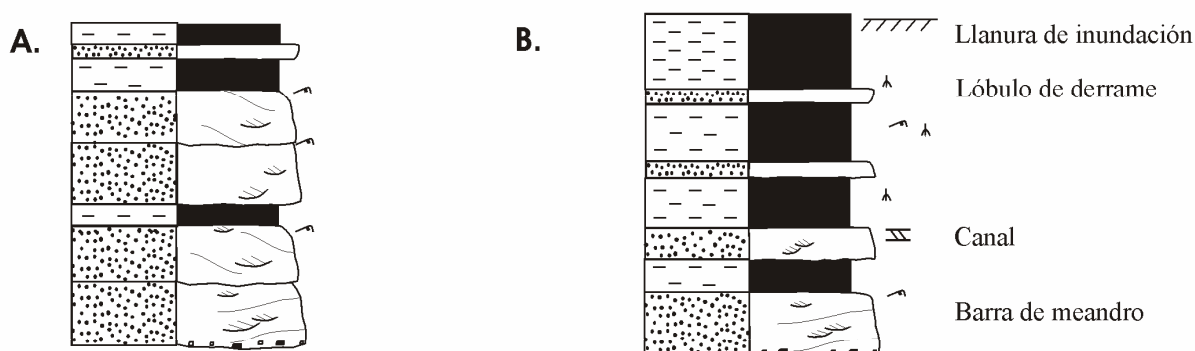 A.
B.
Llanura de inundación
Lóbulo de derrame
Canal
Barra de meandro